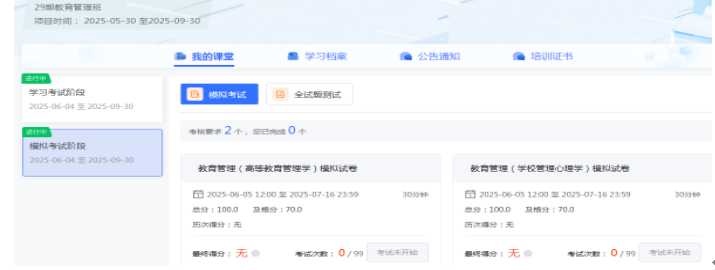 29期教育管理班
项目时间： 2025-05-30 至2025-09-30
我的课堂 学习档案 公告通知 培训证书
进行中
学习考试阶段
2025-06-04 至 2025-09-30
进行中
模拟考试阶段
2025-06-04 至 2025-09-30
模拟考试 全试题测试
考核要求 2 个，您已完成 0 个
教育管理（高等教育管理学）模拟试卷
2025-06-05 12:00 至 2025-07-16 23:59 30分钟
总分：100.0 及格分：70.0
历次得分：无
最终得分： 无 考试次数： 0 / 99 考试未开始
教育管理（学校管理心理学）模拟试卷
2025-06-05 12:00 至 2025-07-16 23:59 30分钟
总分：100.0 及格分：70.0
历次得分：无
最终得分： 无 考试次数： 0 / 99 考试未开始